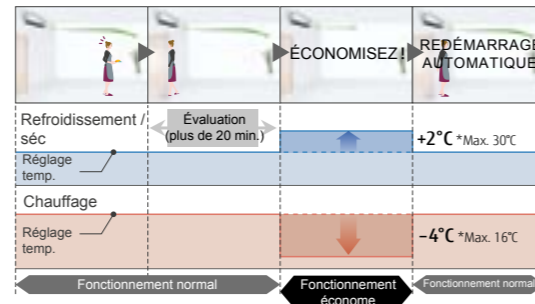 ÉCONOMISEZ!
REDÉMARRAGE
AUTOMATIQUE
Refroidissement /
séc
Évaluation
(plus de 20 min.)
+2°C *Max. 30°C
Réglage
temp.
Chauffage
Réglage
temp.
−4°C *Max. 16°C
Fonctionnement normal
Fonctionnement
économe
Fonctionnement normal